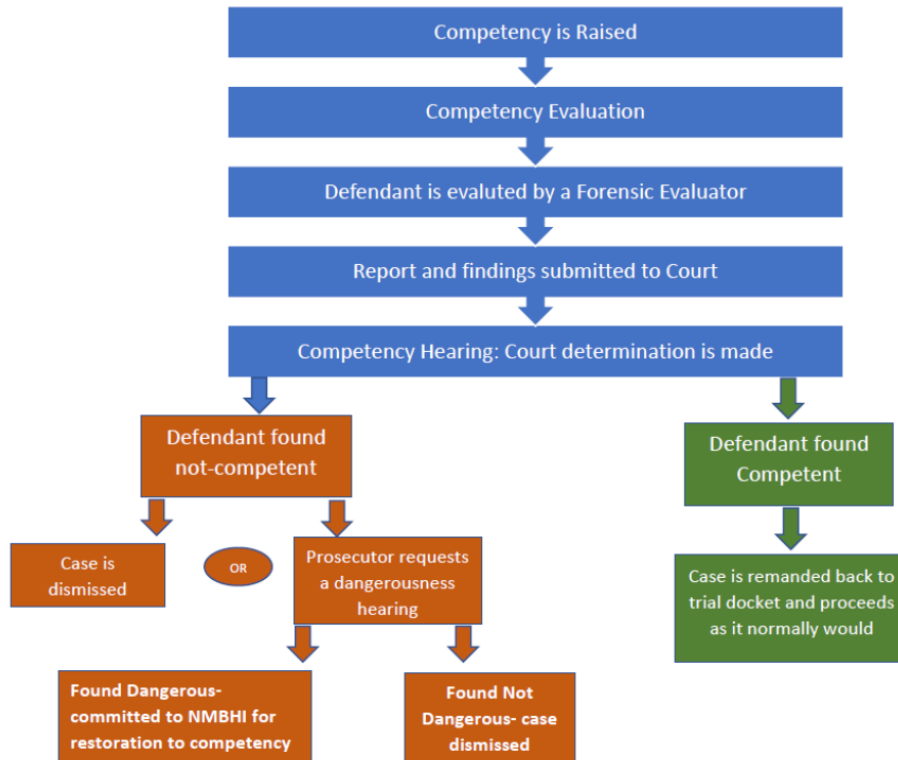 Competency is Raised
Competency Evaluation
Defendant is evaluted by a Forensic Evaluator
Report and findings submitted to Court
Competency Hearing: Court determination is made
Defendant found
not-competent
Defendant found
Competent
Case is
dismissed
OR
Prosecutor requests
a dangerousness
hearing
Case is remanded back to
trial docket and proceeds
as it normally would
Found Dangerous-
committed to NMBHI for
restoration to competency
Found Not
Dangerous- case
dismissed